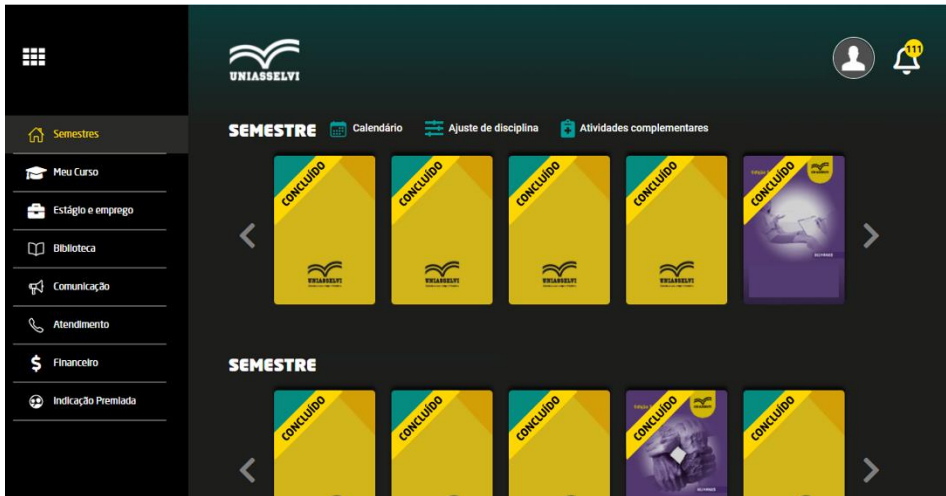 UNIASSELVI
111
Semestres
Meu Curso
Estágio e emprego
Biblioteca
Comunicação
Atendimento
Financeiro
Indicação Premiada
SEMESTRE Calendário Ajuste de disciplina Atividades complementares
CONCLUÍDO CONCLUÍDO CONCLUÍDO CONCLUÍDO CONCLUÍDO
UNIASSELVI UNIASSELVI UNIASSELVI UNIASSELVI
SEMESTRE
CONCLUÍDO CONCLUÍDO CONCLUÍDO CONCLUÍDO CONCLUÍDO